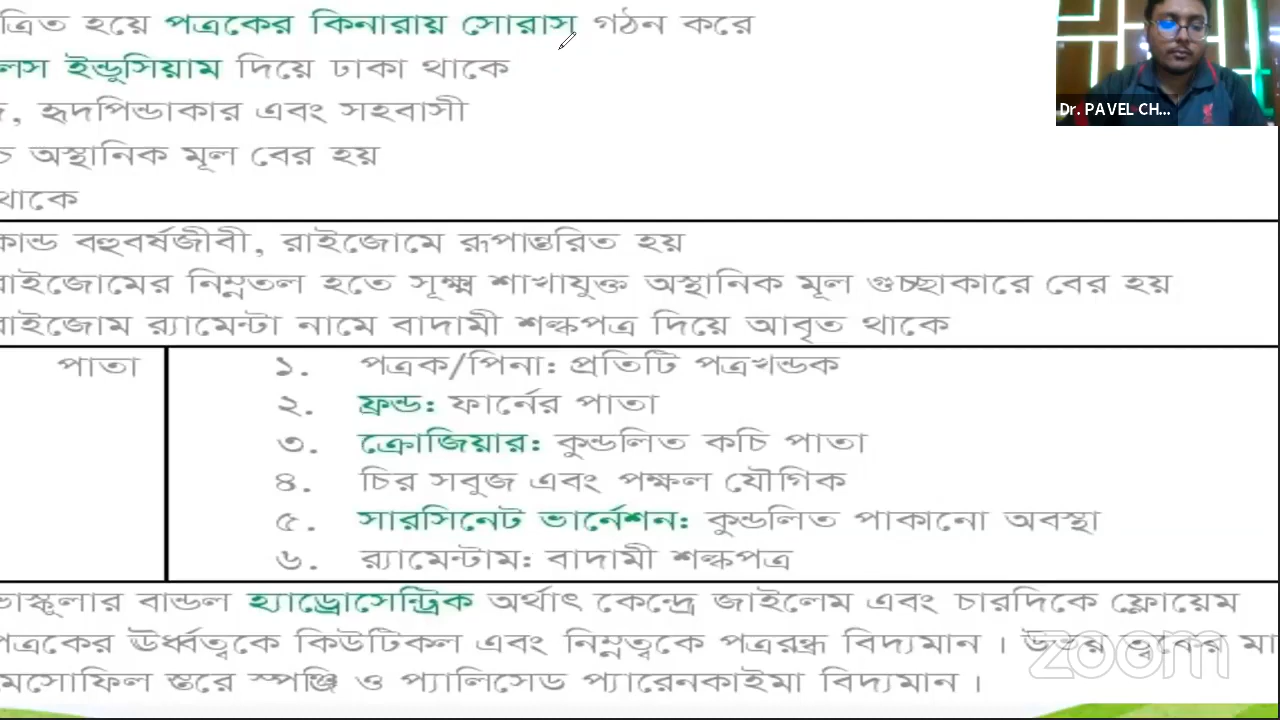 ত্রিত হয়ে পত্রকের কিনারায় সোরাস গঠন করে
লস ইন্ডুসিয়াম দিয়ে ঢাকা থাকে
, হৃদপিন্ডাকার এবং সহবাসী
অস্থানিক মূল বের হয়
থাকে
কান্ড বহুবর্ষজীবী, রাইজোমে রূপান্তরিত হয়
রাইজোমের নিম্নতল হতে সূক্ষ্ম শাখাযুক্ত অস্থানিক মূল গুচ্ছাকারে বের হয়
রাইজোম র‍্যামেন্টা নামে বাদামী শল্কপত্র দিয়ে আবৃত থাকে
পাতা
১. পত্রক/পিনা: প্রতিটি পত্রখন্ডক
২. ফ্রন্ড: ফার্নের পাতা
৩. ক্রোজিয়ার: কুন্ডলিত কচি পাতা
৪. চির সবুজ এবং পক্ষল যৌগিক
৫. সারসিনেট ভার্নেশন: কুন্ডলিত পাকানো অবস্থা
৬. র‍্যামেন্টাম: বাদামী শল্কপত্র
ভাস্কুলার বান্ডল হ্যাড্রোসেন্ট্রিক অর্থাৎ কেন্দ্রে জাইলেম এবং চারদিকে ফ্লোয়েম
পত্রকের ঊর্ধ্বত্বকে কিউটিকল এবং নিম্নত্বকে পত্ররন্ধ্র বিদ্যমান। উভয় ত্বকের মা
মেসোফিল স্তরে স্পঞ্জি ও প্যালিসেড প্যারেনকাইমা বিদ্যমান।
Dr. PAVEL CH...
zoom